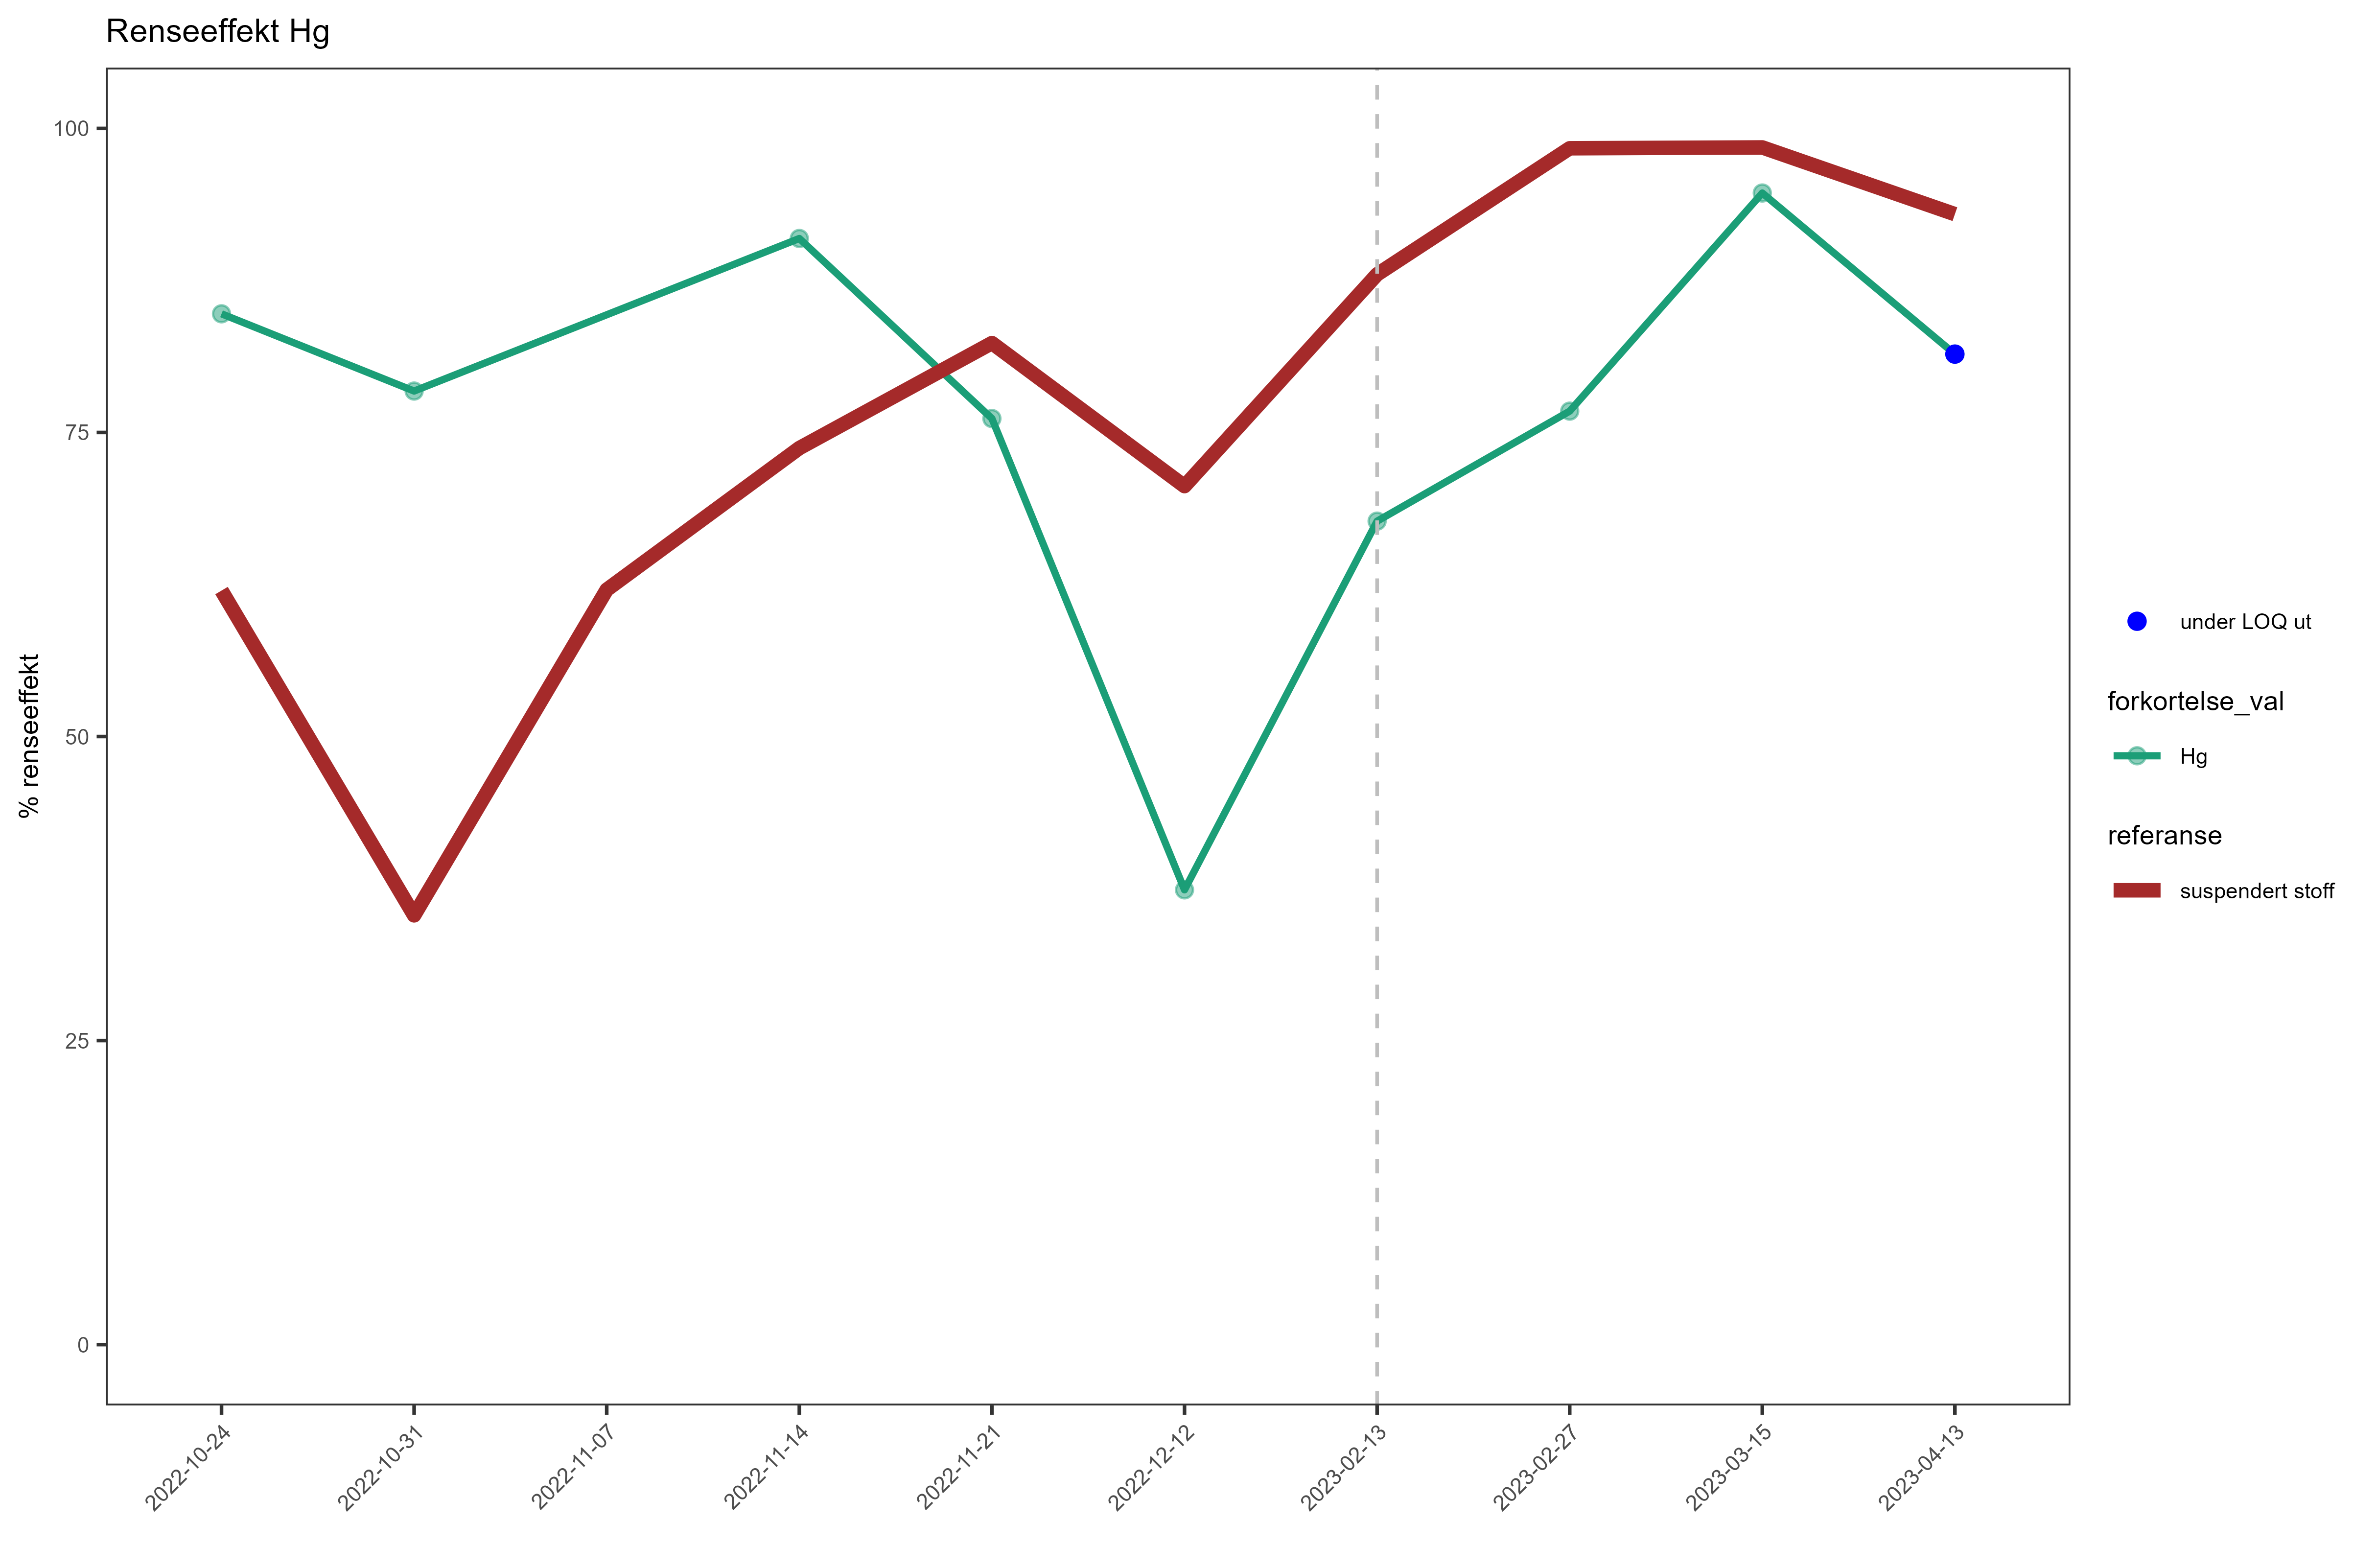 Renseeffekt Hg
% renseeffekt
100
75
50
25
0
2022-10-24
2022-10-31
2022-11-07
2022-11-14
2022-11-21
2022-12-12
2023-02-13
2023-02-27
2023-03-15
2023-04-13
under LOQ ut
forkortelse_val
Hg
referanse
suspendert stoff